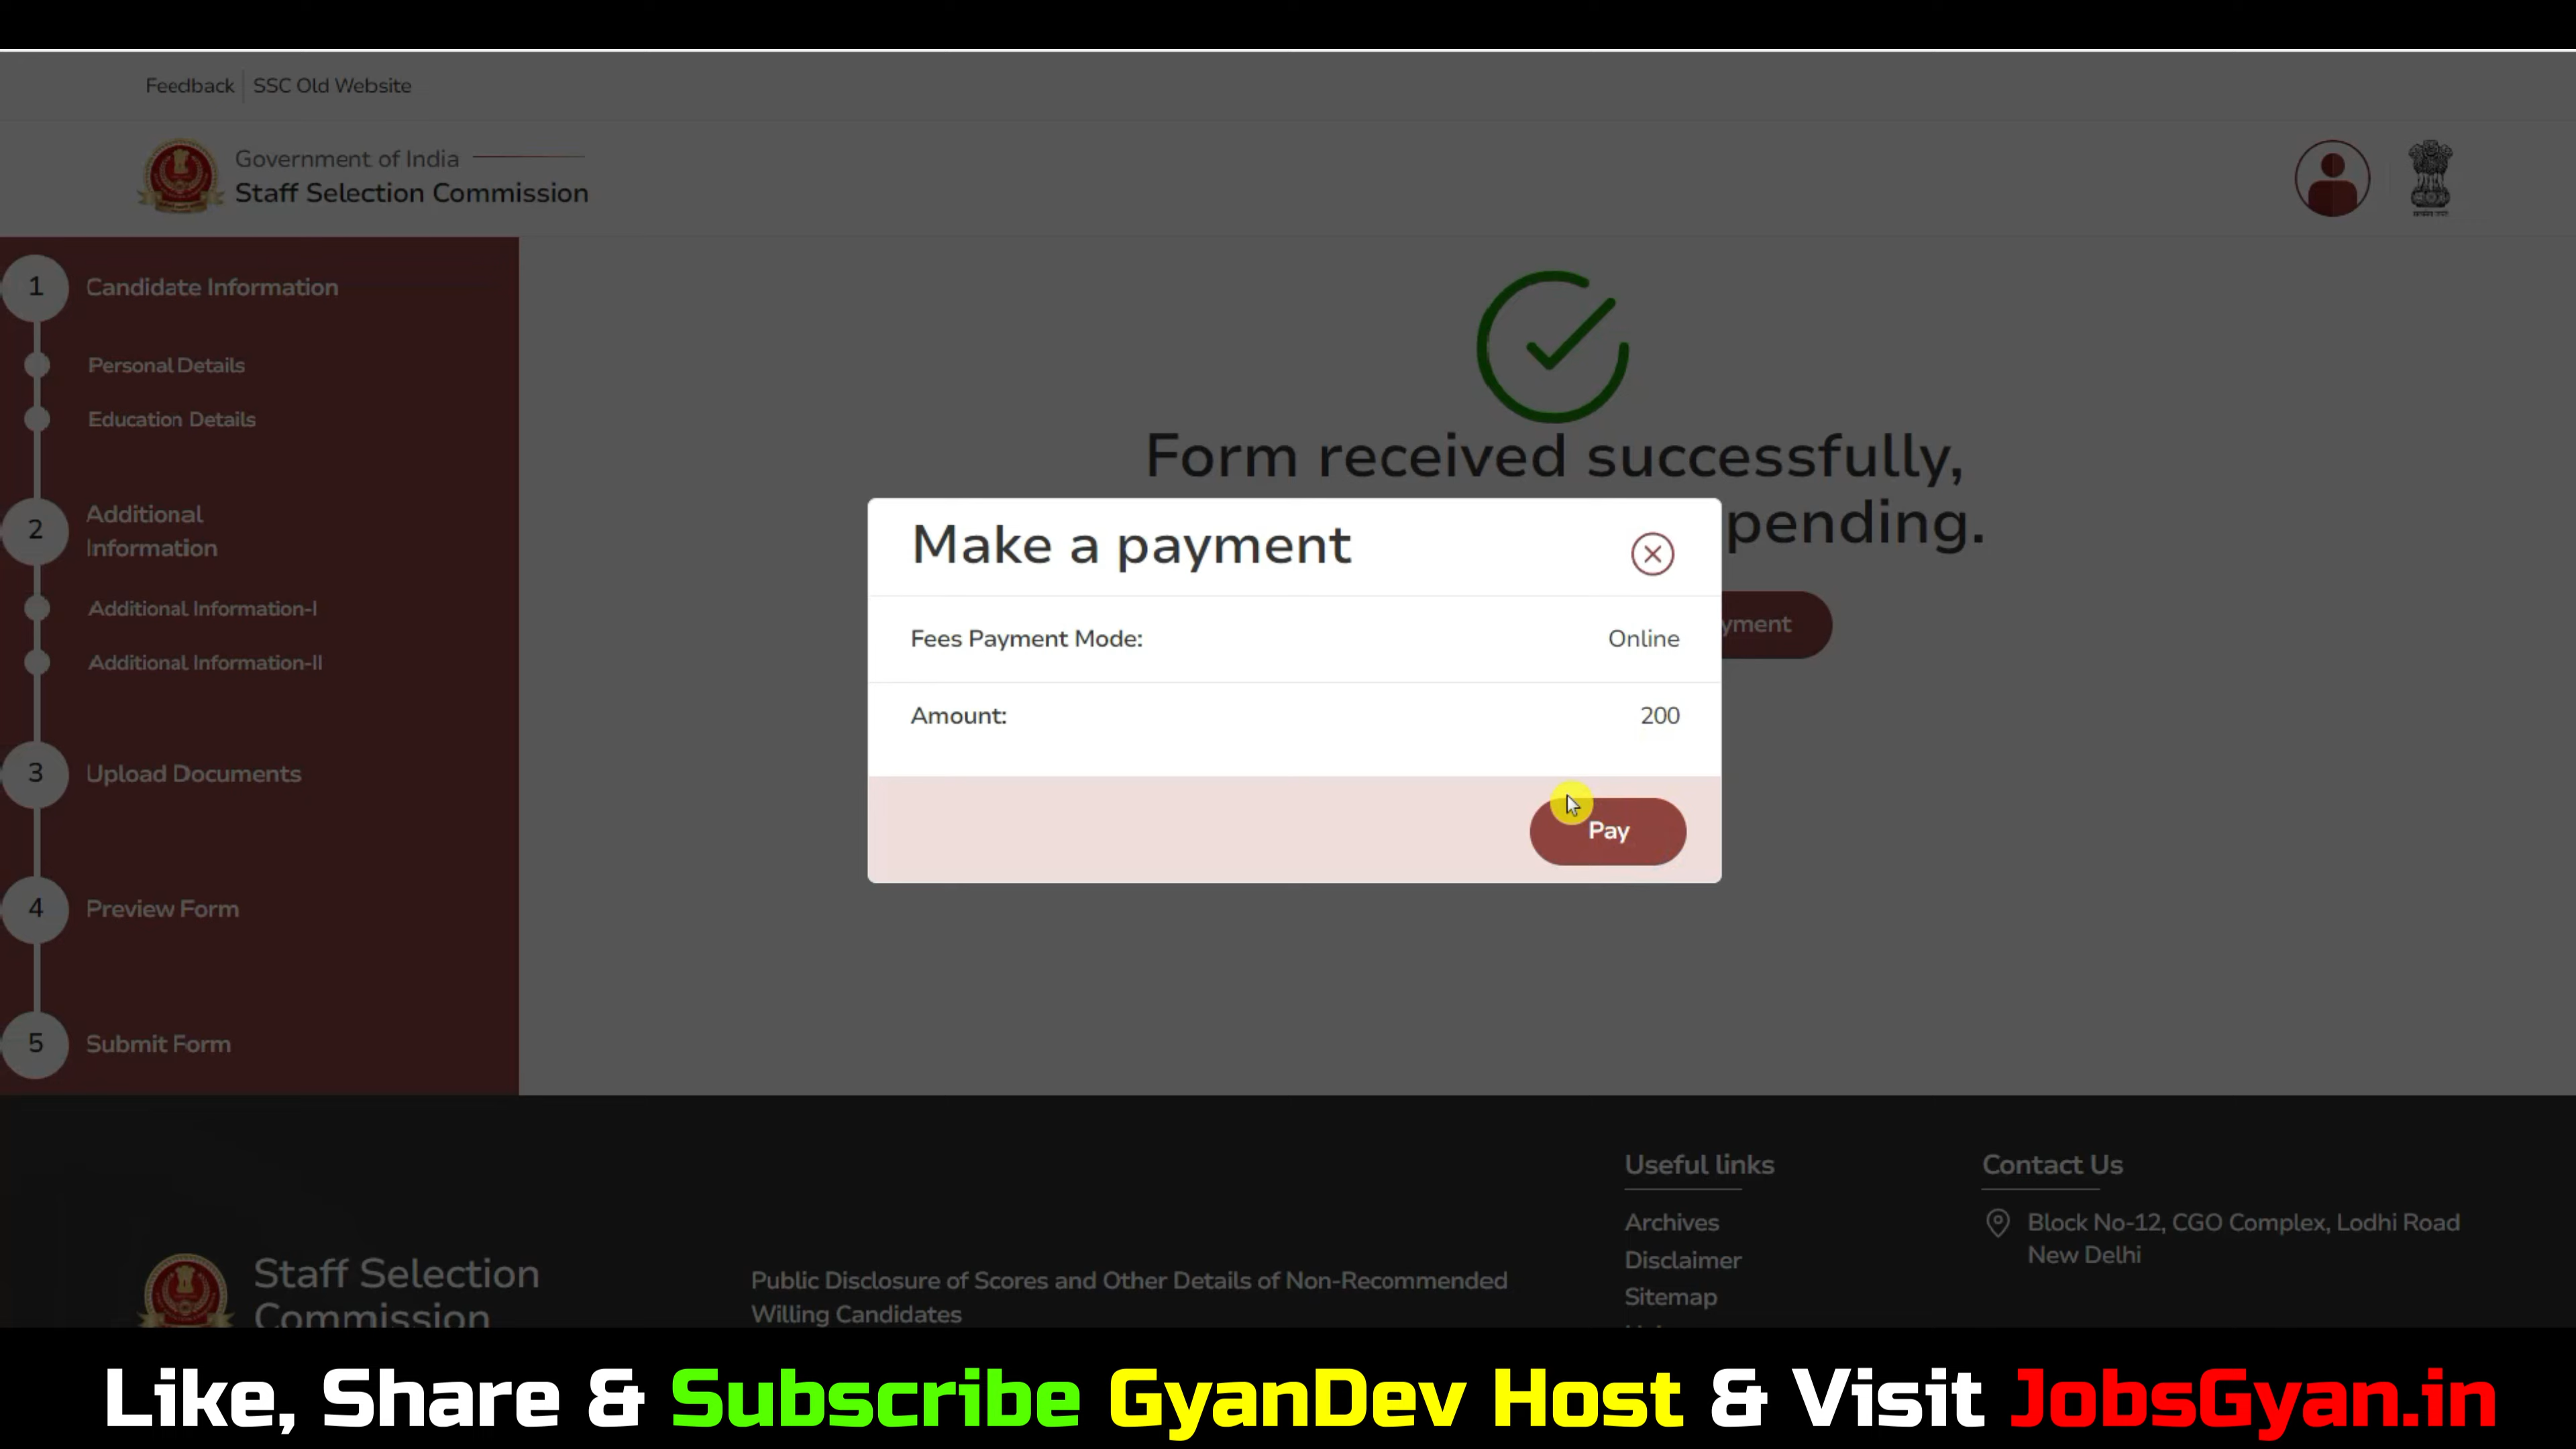 Feedback
SSC Old Website
Government of India
Staff Selection Commission
1 Candidate Information
Personal Details
Education Details
2 Additional
Information
Additional Information-I
Additional Information-II
3 Upload Documents
4 Preview Form
5 Submit Form
Form received successfully,
pending.
yment
Make a payment
Fees Payment Mode: Online
Amount: 200
Pay
Staff Selection
Commission
Public Disclosure of Scores and Other Details of Non-Recommended
Willing Candidates
Useful links
Archives
Disclaimer
Sitemap
Contact Us
Block No-12, CGO Complex, Lodhi Road
New Delhi
Like, Share & Subscribe GyanDev Host & Visit JobsGyan.in